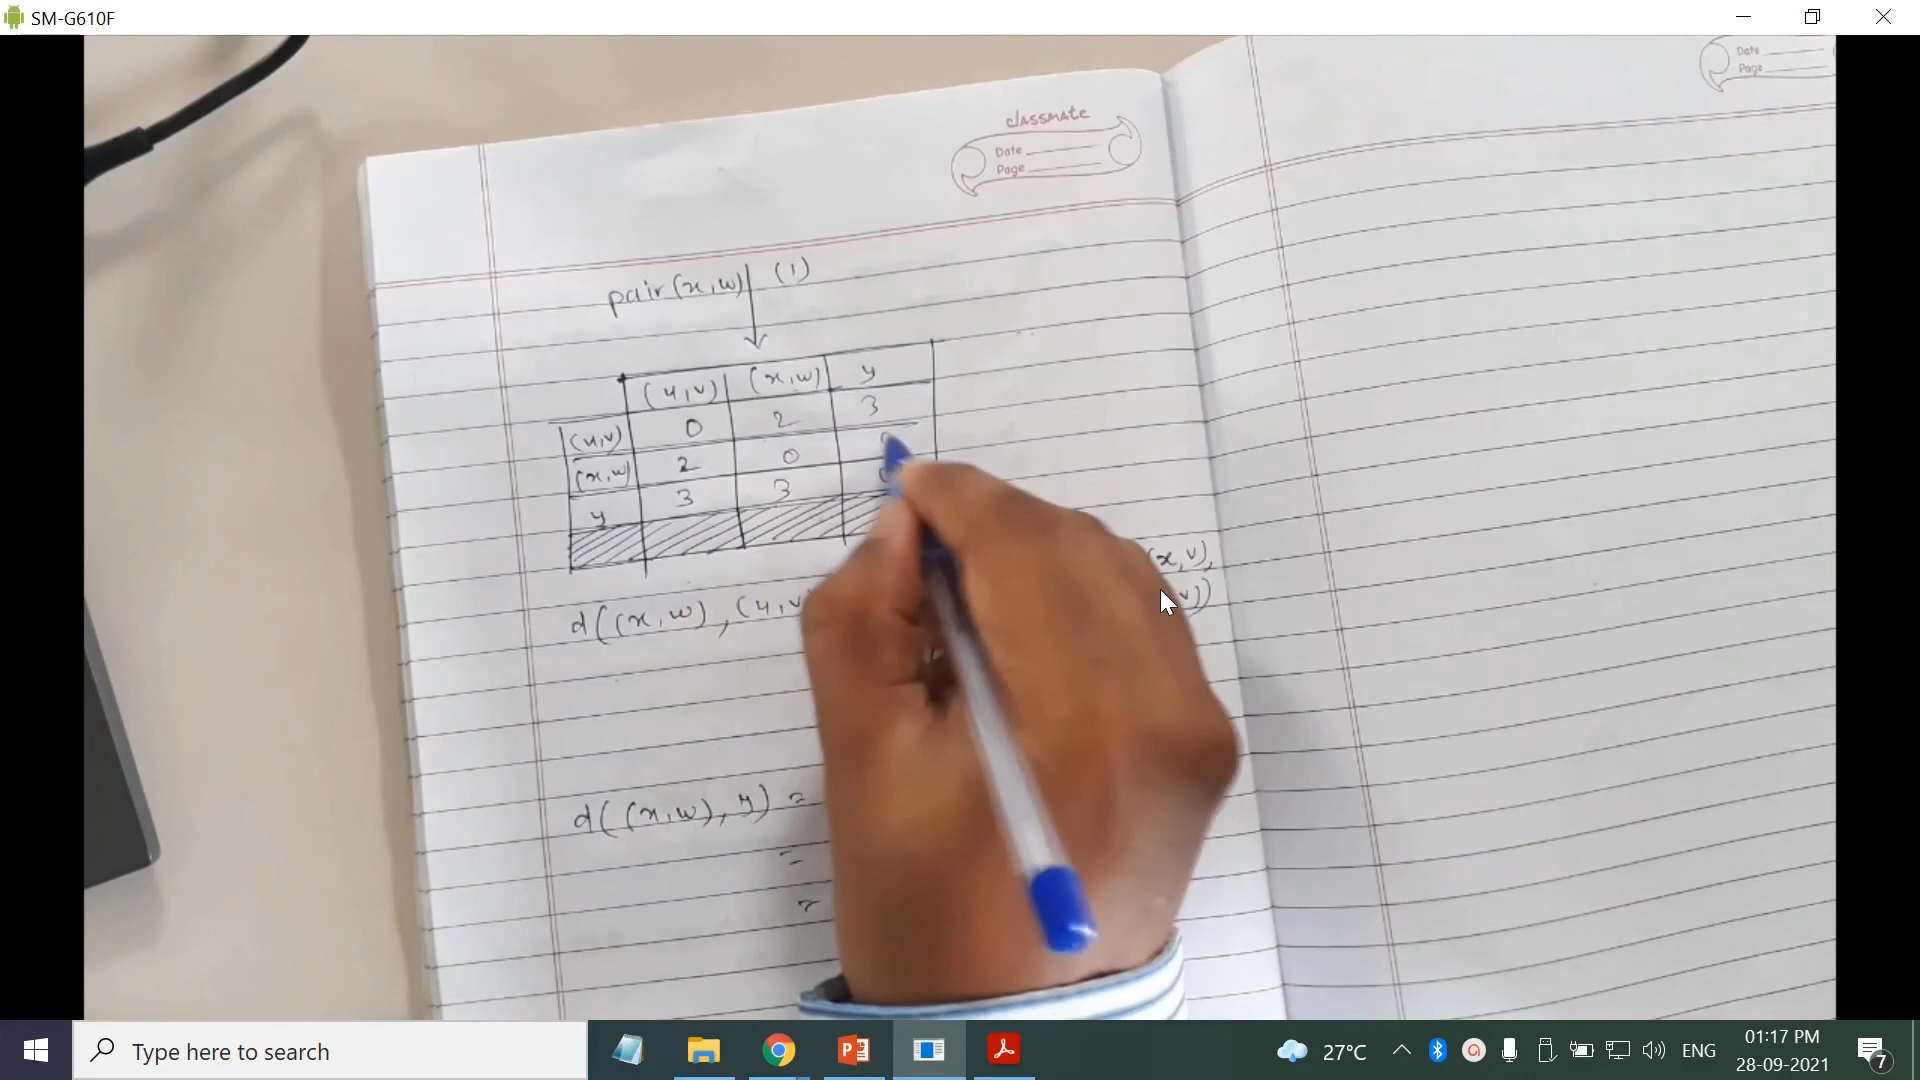 SM-G610F
classmate
Date
Page
Date
Page
pair (x,w) (1)
(u,v) (x,w) y
(u,v) 0 2 3
(x,w) 2 0
y 3 3
(x,v),
d((x,w),(u,v
v))
d((x,w), y) =
=
=
Type here to search
27°C
ENG
01:17 PM
28-09-2021
7